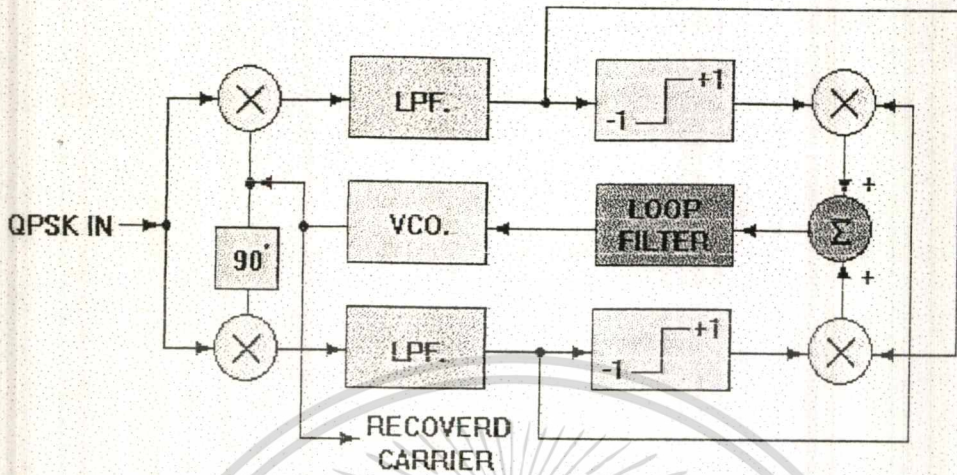 LPF.
-1 +1
+
QPSK IN
90°
VCO.
LOOP
FILTER
Σ
+
LPF.
-1 +1
RECOVERD
CARRIER